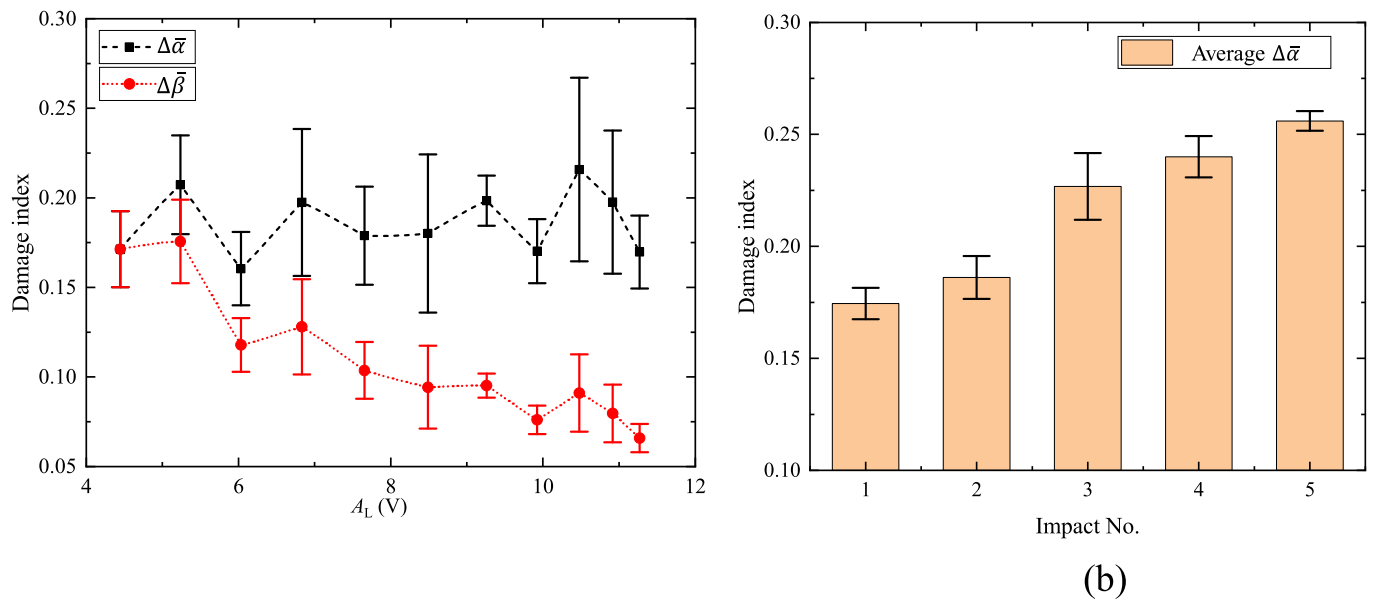 0.30
0.25
0.20
0.15
0.10
0.05
Damage index
Δᾱ
Δβ̄
4
6
8
10
12
A_L (V)
0.30
0.25
0.20
0.15
0.10
Damage index
Average Δᾱ
1
2
3
4
5
Impact No.
(b)